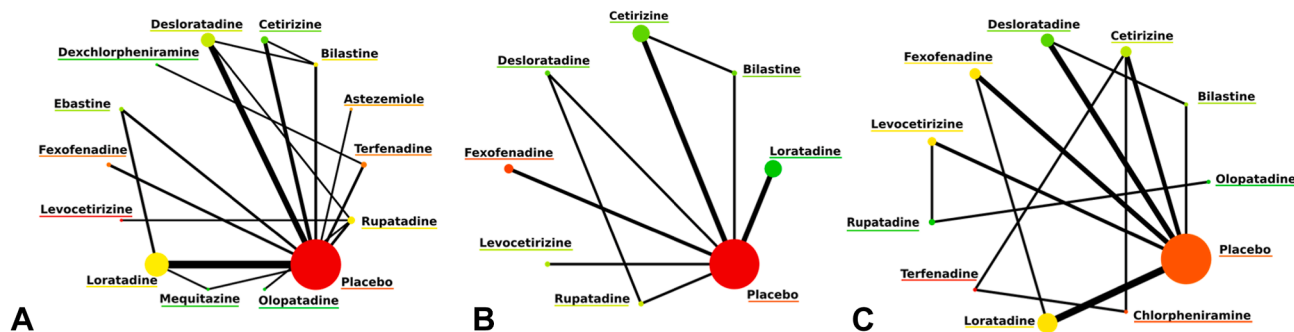 Desloratadine
Cetirizine
Dexchlorpheniramine
Bilastine
Ebastine
Astezemiole
Fexofenadine
Terfenadine
Levocetirizine
Rupatadine
Loratadine
Placebo
Mequitazine
Olopatadine
A
Cetirizine
Desloratadine
Bilastine
Fexofenadine
Loratadine
Levocetirizine
Rupatadine
Placebo
B
Desloratadine
Cetirizine
Fexofenadine
Bilastine
Levocetirizine
Olopatadine
Rupatadine
Placebo
Terfenadine
Loratadine
Chlorpheniramine
C